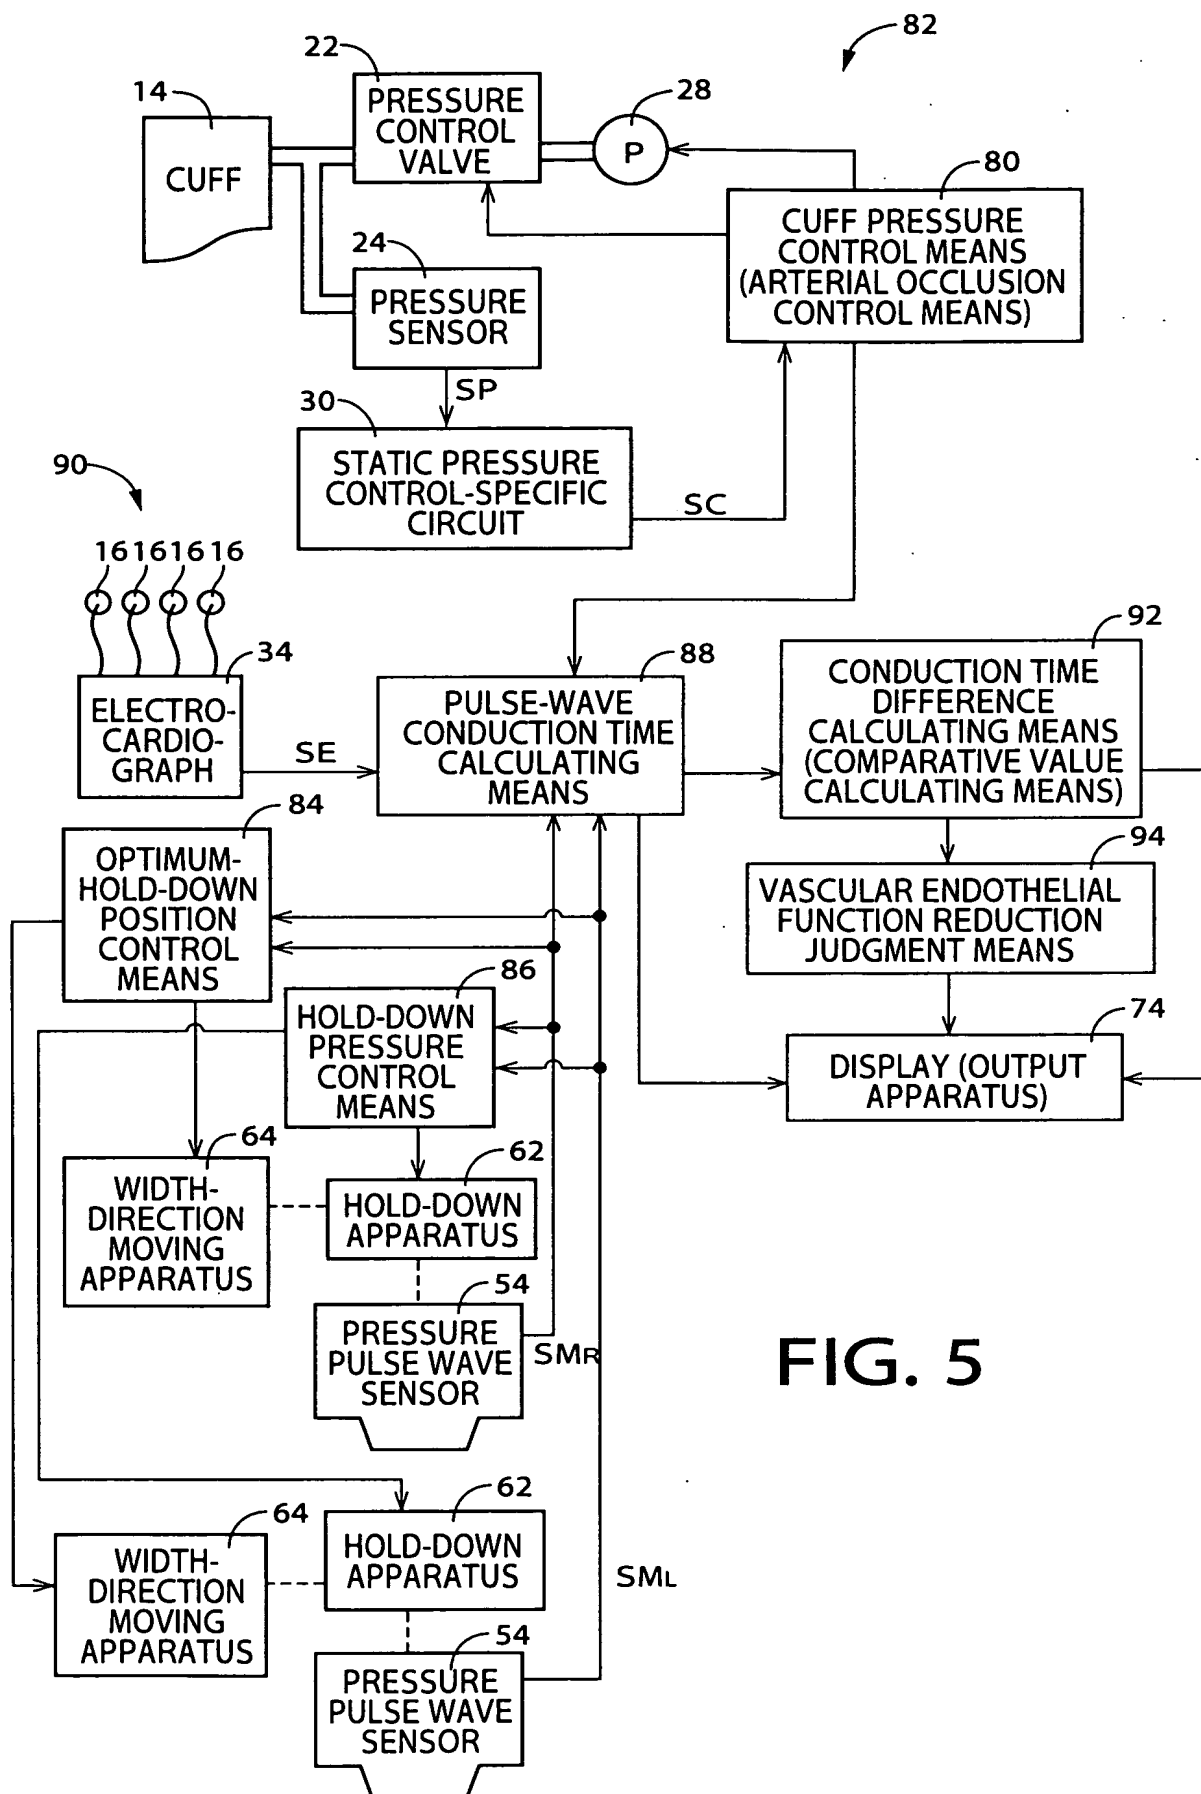 82
22
14
PRESSURE
CONTROL
VALVE
28
P
CUFF
80
CUFF PRESSURE
CONTROL MEANS
(ARTERIAL OCCLUSION
CONTROL MEANS)
24
PRESSURE
SENSOR
SP
30
STATIC PRESSURE
CONTROL-SPECIFIC
CIRCUIT
SC
90
16 16 16 16
34
ELECTRO-
CARDIO-
GRAPH
SE
88
PULSE-WAVE
CONDUCTION TIME
CALCULATING
MEANS
92
CONDUCTION TIME
DIFFERENCE
CALCULATING MEANS
(COMPARATIVE VALUE
CALCULATING MEANS)
84
OPTIMUM-
HOLD-DOWN
POSITION
CONTROL
MEANS
94
VASCULAR ENDOTHELIAL
FUNCTION REDUCTION
JUDGMENT MEANS
86
HOLD-DOWN
PRESSURE
CONTROL
MEANS
74
DISPLAY (OUTPUT
APPARATUS)
64
WIDTH-
DIRECTION
MOVING
APPARATUS
62
HOLD-DOWN
APPARATUS
54
PRESSURE
PULSE WAVE
SENSOR
SMR
FIG. 5
62
HOLD-DOWN
APPARATUS
64
WIDTH-
DIRECTION
MOVING
APPARATUS
SML
54
PRESSURE
PULSE WAVE
SENSOR